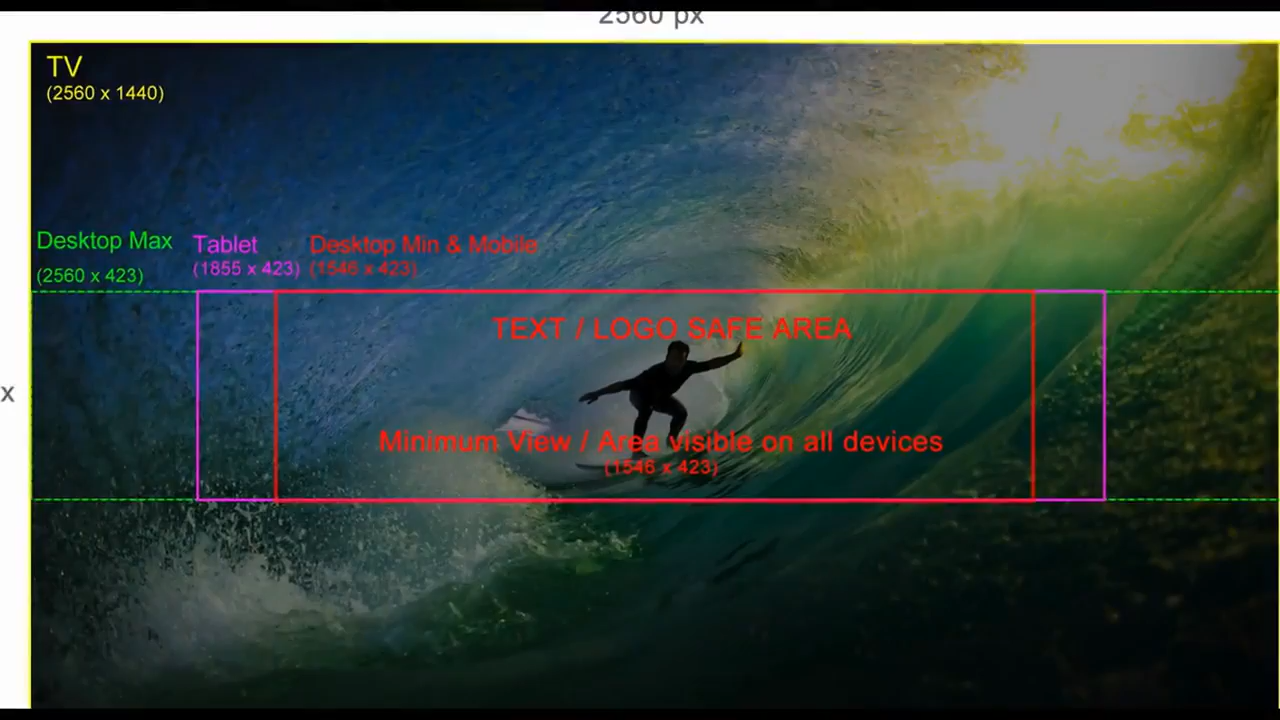 2560 px
TV
(2560 x 1440)
Desktop Max
(2560 x 423)
Tablet
(1855 x 423)
Desktop Min & Mobile
(1546 x 423)
TEXT / LOGO SAFE AREA
x
Minimum View / Area visible on all devices
(1546 x 423)